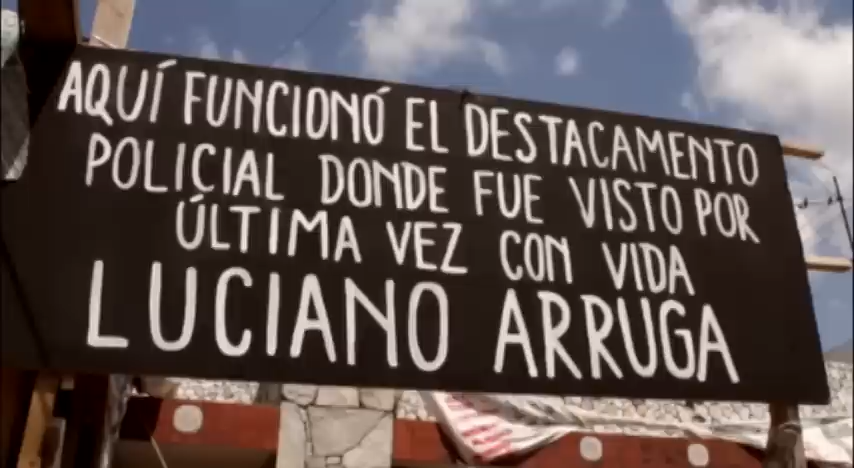 AQUÍ FUNCIONÓ EL DESTACAMENTO
POLICIAL DONDE FUE VISTO POR
ÚLTIMA VEZ CON VIDA
LUCIANO ARRUGA